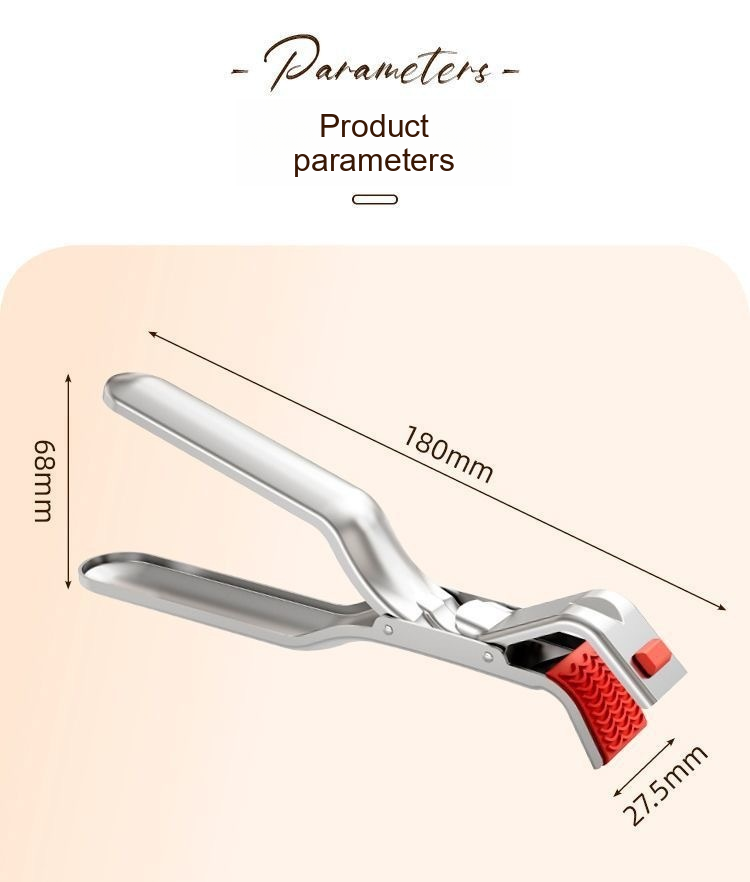 - Parameters -
Product
parameters
180mm
68mm
27.5mm